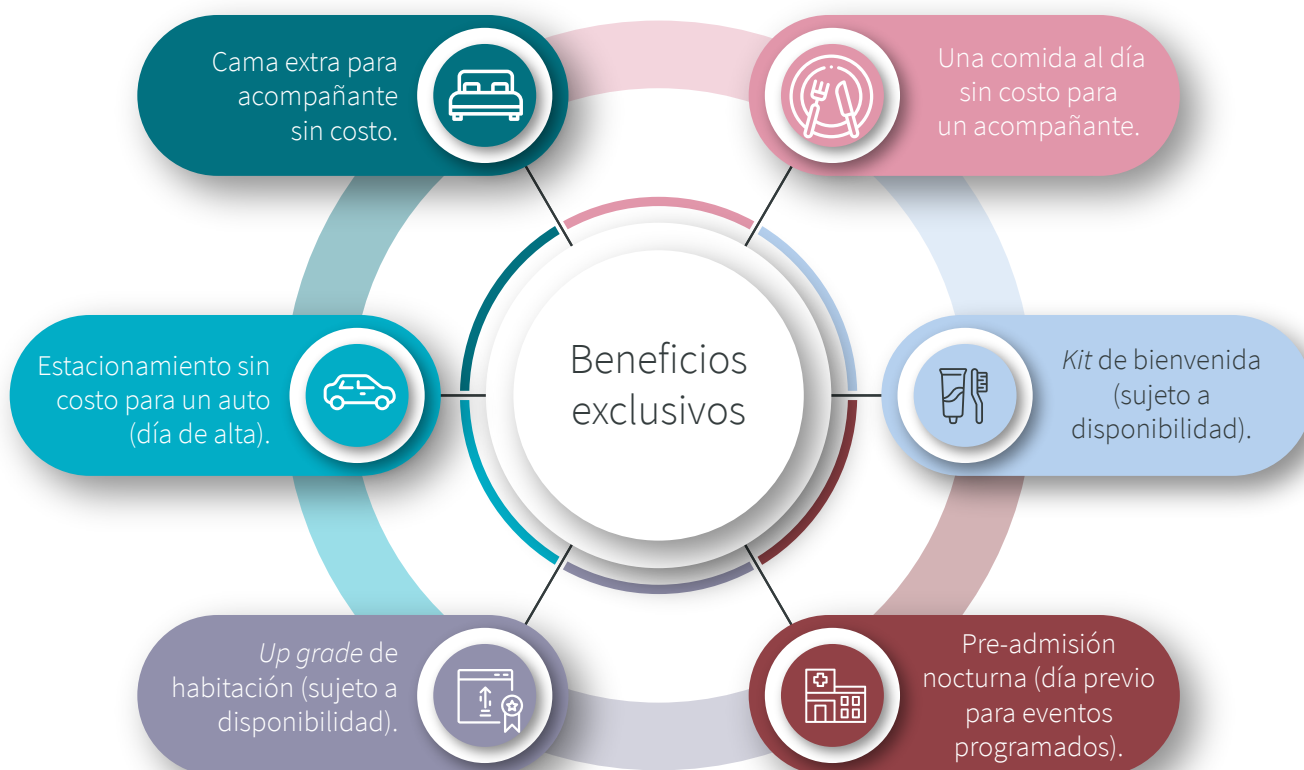 Cama extra para
acompañante
sin costo.
Una comida al día
sin costo para
un acompañante.
Estacionamiento sin
costo para un auto
(día de alta).
Beneficios
exclusivos
Kit de bienvenida
(sujeto a
disponibilidad).
Up grade de
habitación (sujeto a
disponibilidad).
Pre-admisión
nocturna (día previo
para eventos
programados).